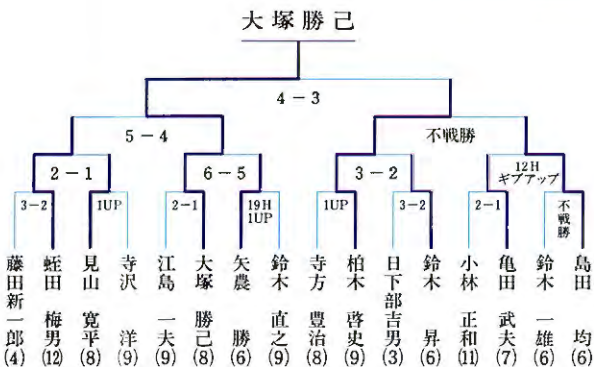 大塚勝己
4－3
5－4
不戦勝
2－1
6－5
3－2
12H
ギブアップ
3－2
1UP
2－1
19H
1UP
1UP
3－2
2－1
不戦勝
藤田新一郎(4)
蛭田梅男(12)
見山寛平(8)
寺沢洋(9)
江島一夫(9)
大塚勝己(8)
矢農勝(6)
鈴木直之(9)
寺方豊治(8)
柏木啓史(9)
日下部吉男(3)
鈴木昇(6)
小林正和(11)
亀田武夫(7)
鈴木一雄(6)
島田均(6)